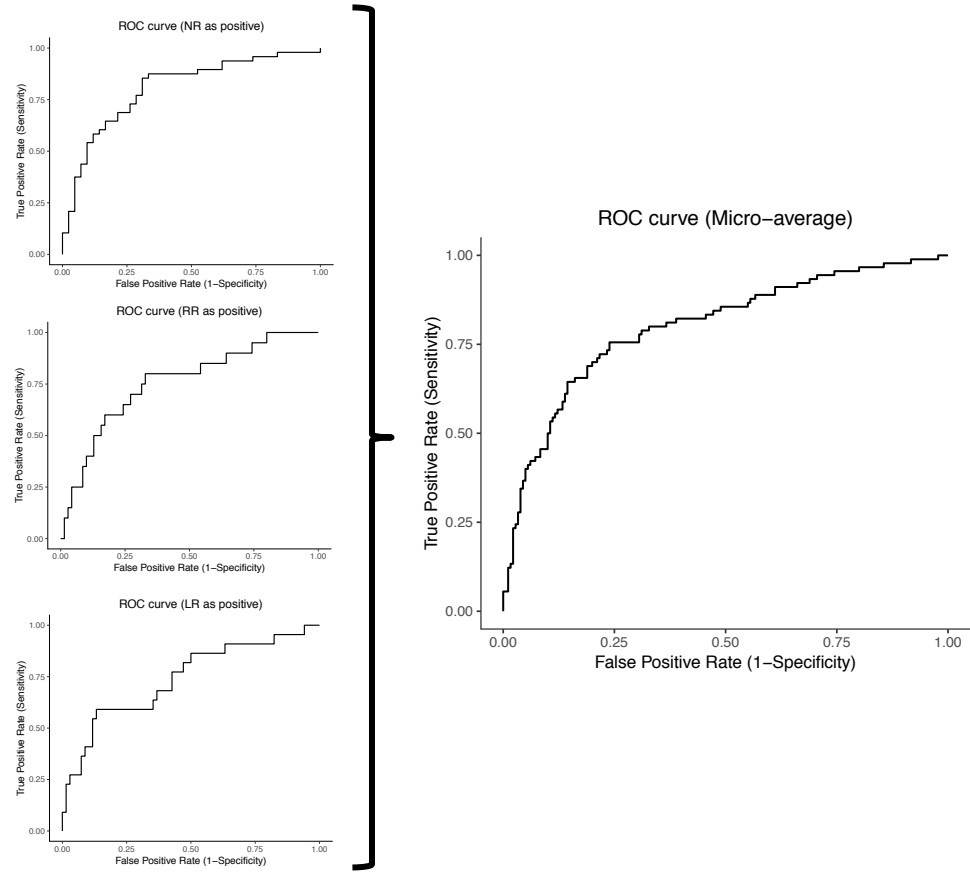 ROC curve (NR as positive)
True Positive Rate (Sensitivity)
1.00
0.75
0.50
0.25
0.00
0.00 0.25 0.50 0.75 1.00
False Positive Rate (1−Specificity)
ROC curve (RR as positive)
True Positive Rate (Sensitivity)
1.00
0.75
0.50
0.25
0.00
0.00 0.25 0.50 0.75 1.00
False Positive Rate (1−Specificity)
ROC curve (LR as positive)
True Positive Rate (Sensitivity)
1.00
0.75
0.50
0.25
0.00
0.00 0.25 0.50 0.75 1.00
False Positive Rate (1−Specificity)
ROC curve (Micro−average)
True Positive Rate (Sensitivity)
1.00
0.75
0.50
0.25
0.00
0.00 0.25 0.50 0.75 1.00
False Positive Rate (1−Specificity)